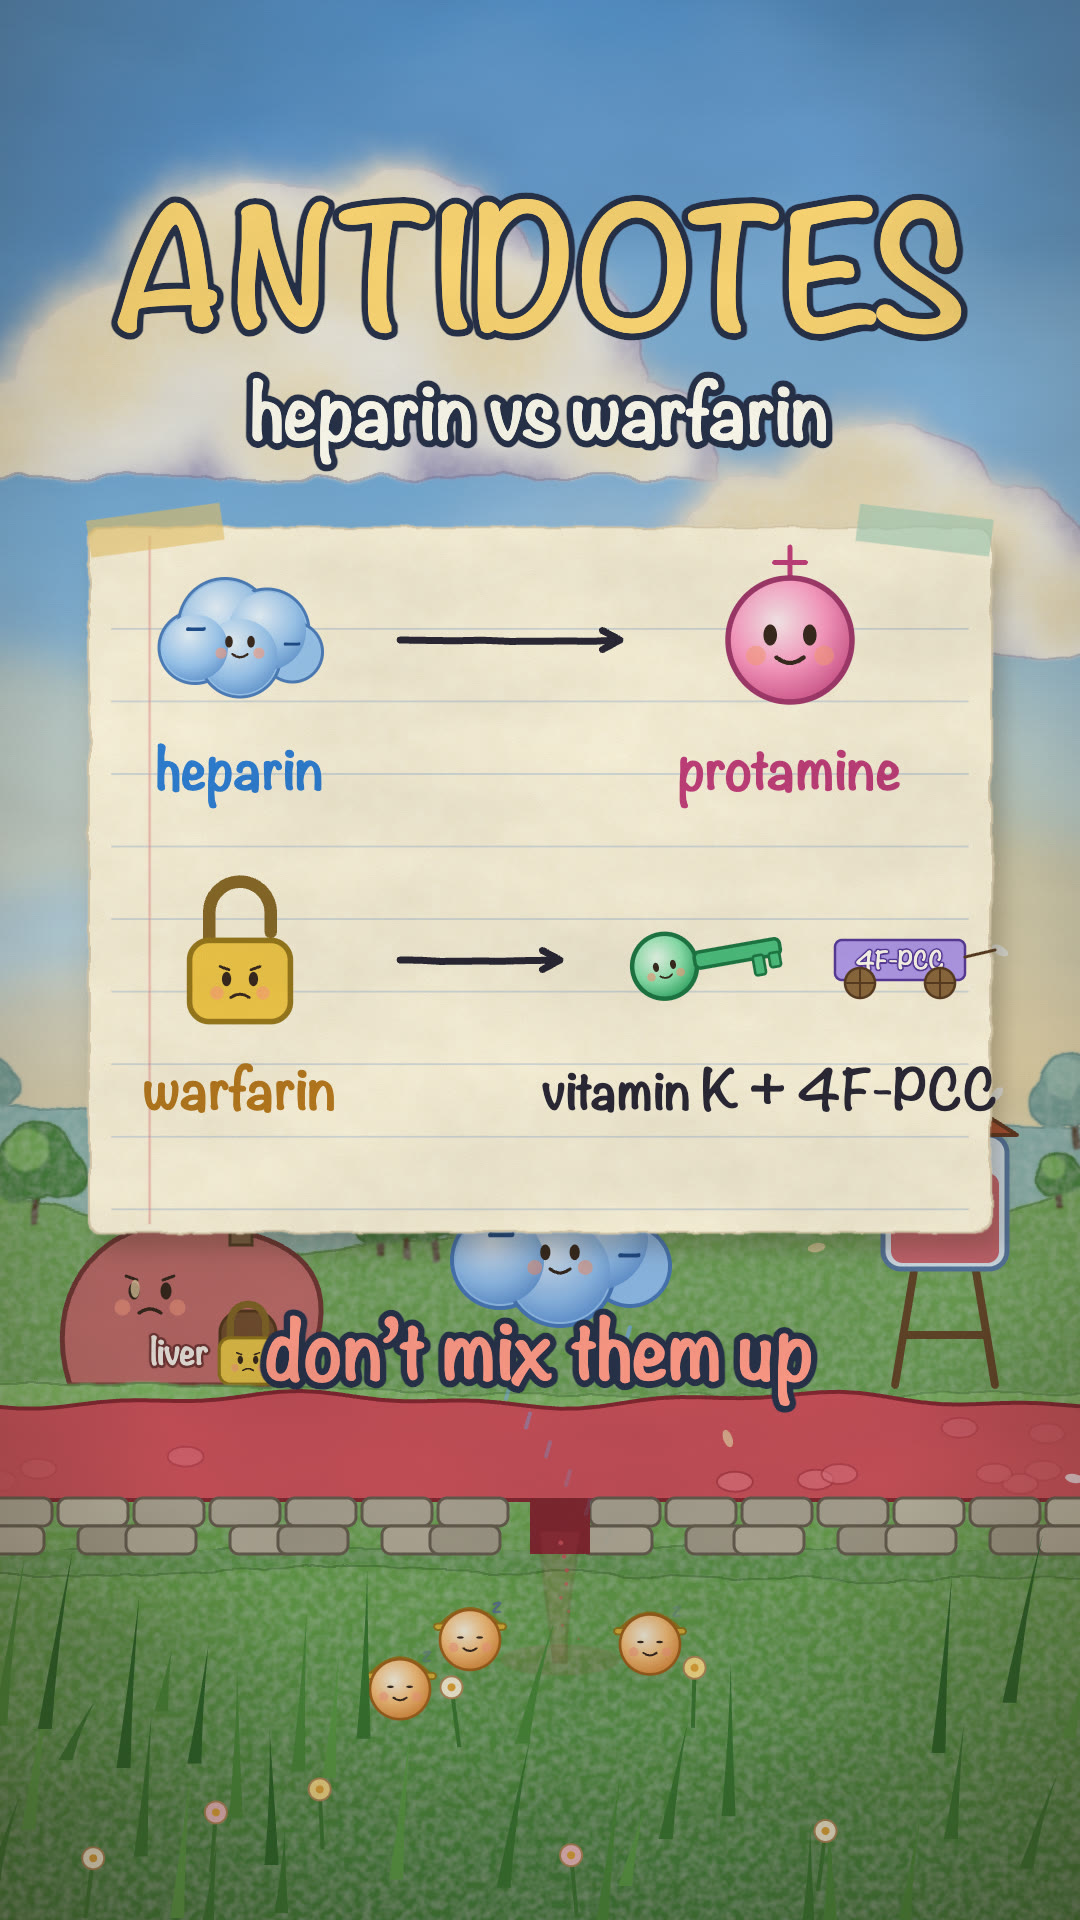 ANTIDOTES
heparin vs warfarin
heparin
protamine
4F-PCC
warfarin
vitamin K + 4F-PCC
liver
don't mix them up
z